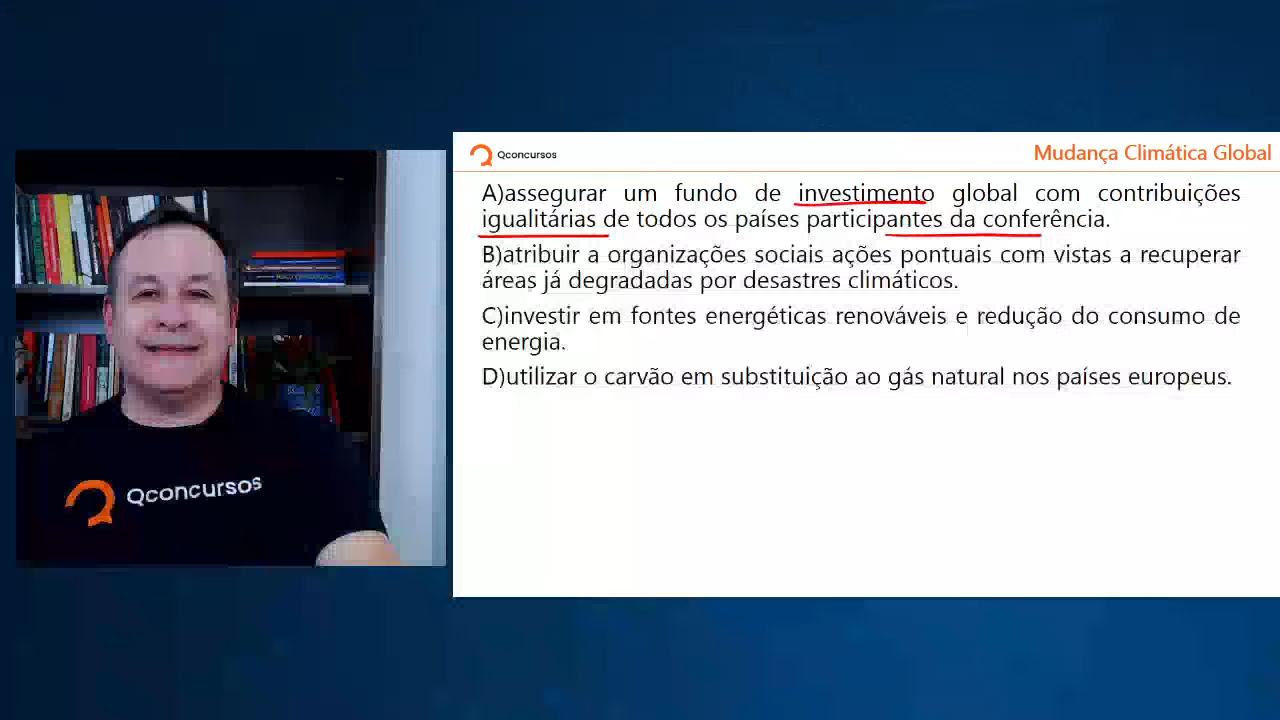 Qconcursos
Mudança Climática Global
A)assegurar um fundo de investimento global com contribuições
igualitárias de todos os países participantes da conferência.
B)atribuir a organizações sociais ações pontuais com vistas a recuperar
áreas já degradadas por desastres climáticos.
C)investir em fontes energéticas renováveis e redução do consumo de
energia.
D)utilizar o carvão em substituição ao gás natural nos países europeus.
Qconcursos